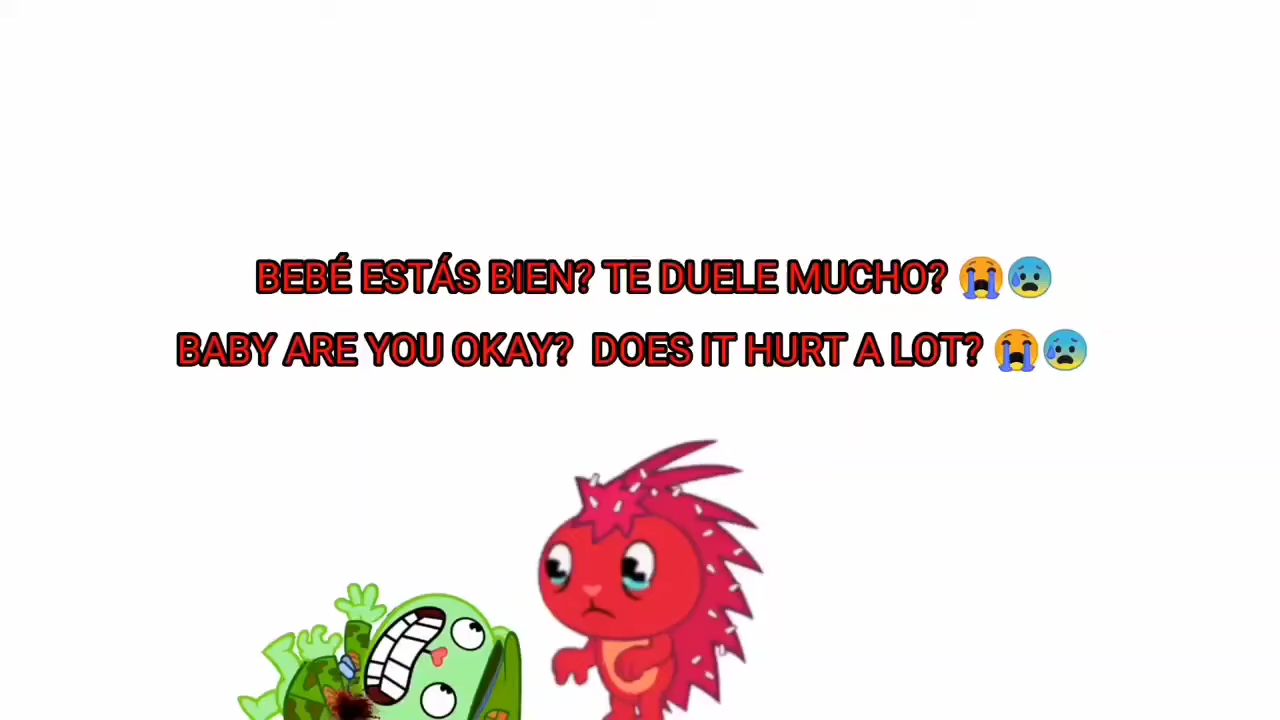 BEBÉ ESTÁS BIEN? TE DUELE MUCHO? 😭😰
BABY ARE YOU OKAY?  DOES IT HURT A LOT? 😭😰